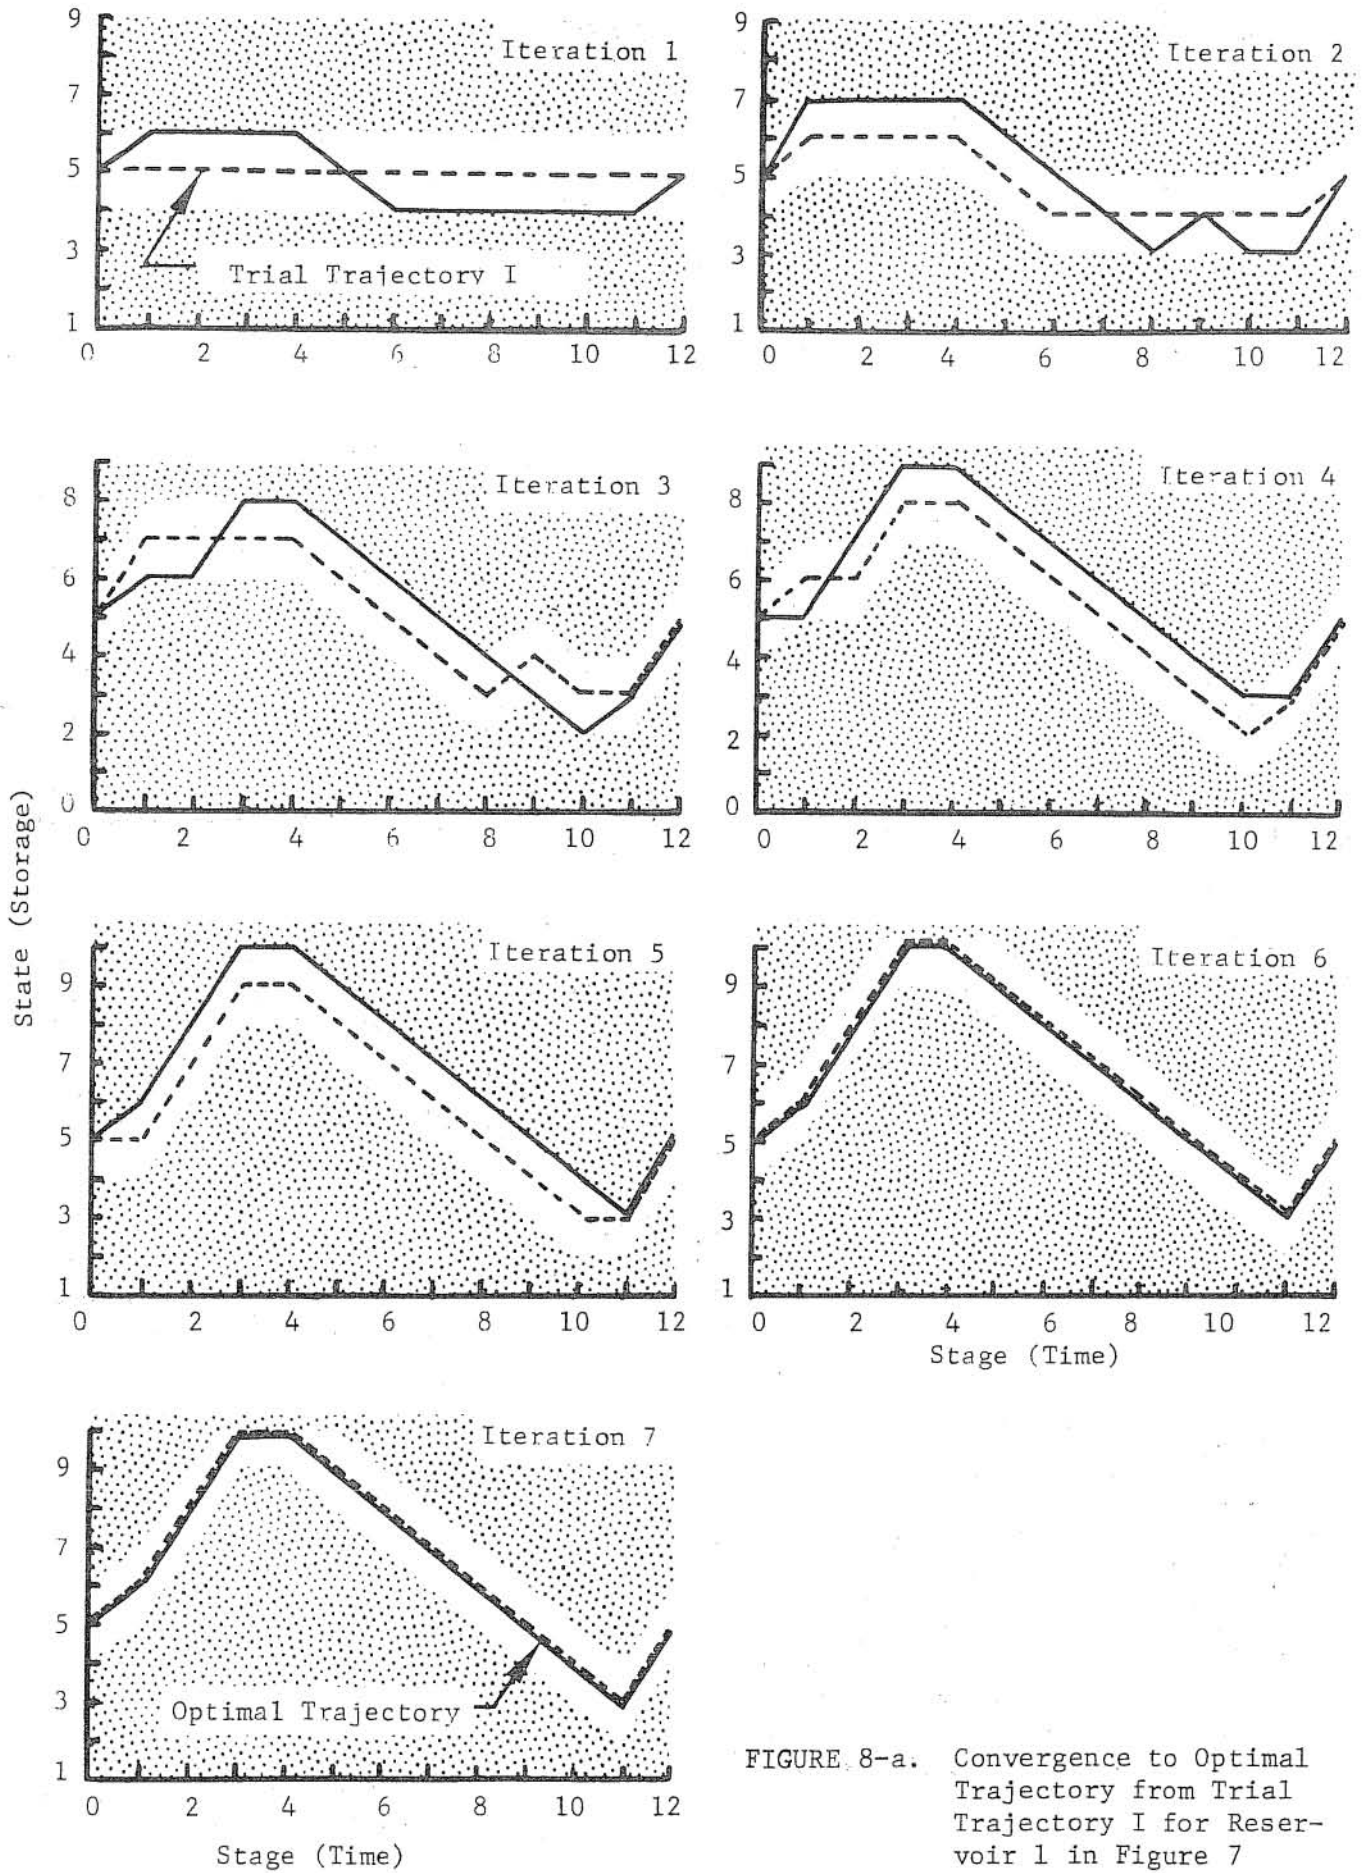 9
7
5
3
1
Iteration 1
Trial Trajectory I
0 2 4 6 8 10 12
9
7
5
3
1
Iteration 2
0 2 4 6 8 10 12
8
6
4
2
0
Iteration 3
0 2 4 6 8 10 12
8
6
4
2
0
Iteration 4
0 2 4 6 8 10 12
State (Storage)
9
7
5
3
1
Iteration 5
0 2 4 6 8 10 12
9
7
5
3
1
Iteration 6
0 2 4 6 8 10 12
Stage (Time)
9
7
5
3
1
Iteration 7
Optimal Trajectory
0 2 4 6 8 10 12
Stage (Time)
FIGURE 8-a. Convergence to Optimal
Trajectory from Trial
Trajectory I for Reser-
voir 1 in Figure 7